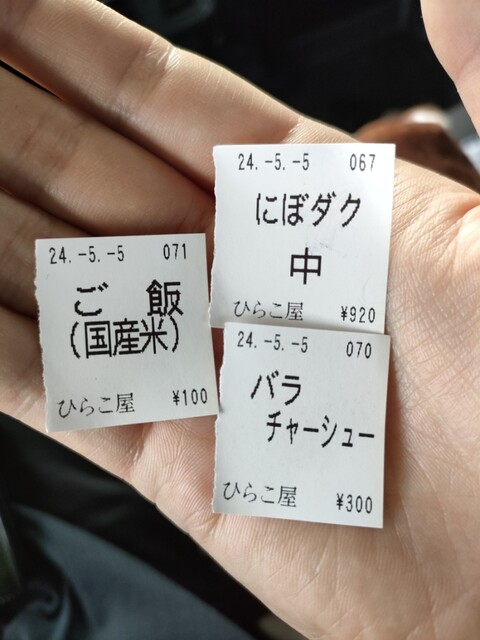 24.-5.-5 067
にぼダク
中
ひらこ屋 ¥920
24.-5.-5 071
ご 飯
(国産米)
ひらこ屋 ¥100
24.-5.-5 070
バラ
チャーシュー
ひらこ屋 ¥300